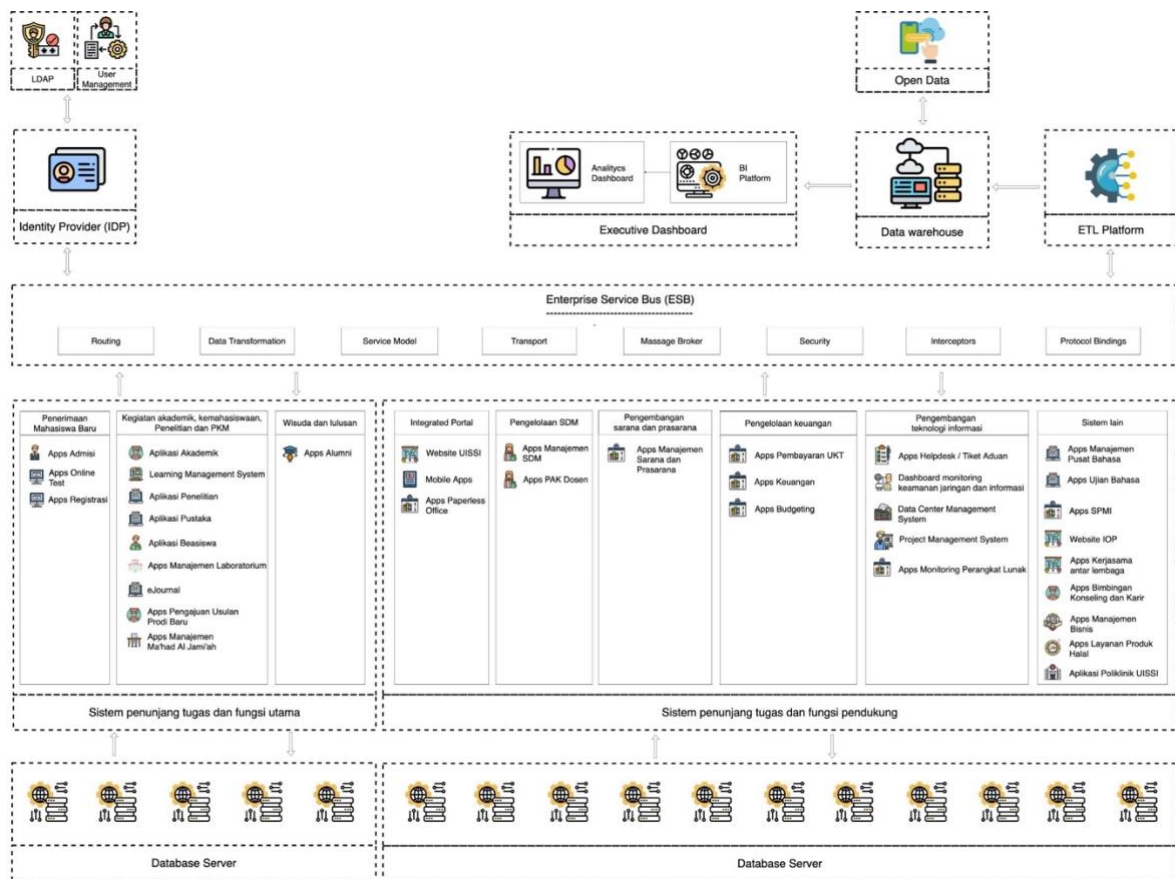 LDAP
User
Management
Open Data
Identity Provider (IDP)
Analitycs
Dashboard
BI
Platform
Executive Dashboard
Data warehouse
ETL Platform
Enterprise Service Bus (ESB)
Routing
Data Transformation
Service Model
Transport
Massage Broker
Security
Interceptors
Protocol Bindings
Penerimaan
Mahasiswa Baru
Apps Admisi
Apps Online
Test
Apps Registrasi
Kegiatan akademik, kemahasiswaan,
Penelitian dan PKM
Aplikasi Akademik
Learning Management System
Aplikasi Penelitian
Aplikasi Pustaka
Aplikasi Beasiswa
Apps Manajemen Laboratorium
eJournal
Apps Pengajuan Usulan
Prodi Baru
Apps Manajemen
Ma'had Al Jami'ah
Wisuda dan lulusan
Apps Alumni
Sistem penunjang tugas dan fungsi utama
Integrated Portal
Website UISSI
Mobile Apps
Apps Paperless
Office
Pengelolaan SDM
Apps Manajemen
SDM
Apps PAK Dosen
Pengembangan
sarana dan prasarana
Apps Manajemen
Sarana dan
Prasarana
Pengelolaan keuangan
Apps Pembayaran UKT
Apps Keuangan
Apps Budgeting
Pengembangan
teknologi informasi
Apps Helpdesk / Tiket Aduan
Dashboard monitoring
keamanan jaringan dan informasi
Data Center Management
System
Project Management System
Apps Monitoring Perangkat Lunak
Sistem lain
Apps Manajemen
Pusat Bahasa
Apps Ujian Bahasa
Apps SPMI
Website IOP
Apps Kerjasama
antar lembaga
Apps Bimbingan
Konseling dan Karir
Apps Manajemen
Bisnis
Apps Layanan Produk
Halal
Aplikasi Poliklinik UISSI
Sistem penunjang tugas dan fungsi pendukung
Database Server
Database Server